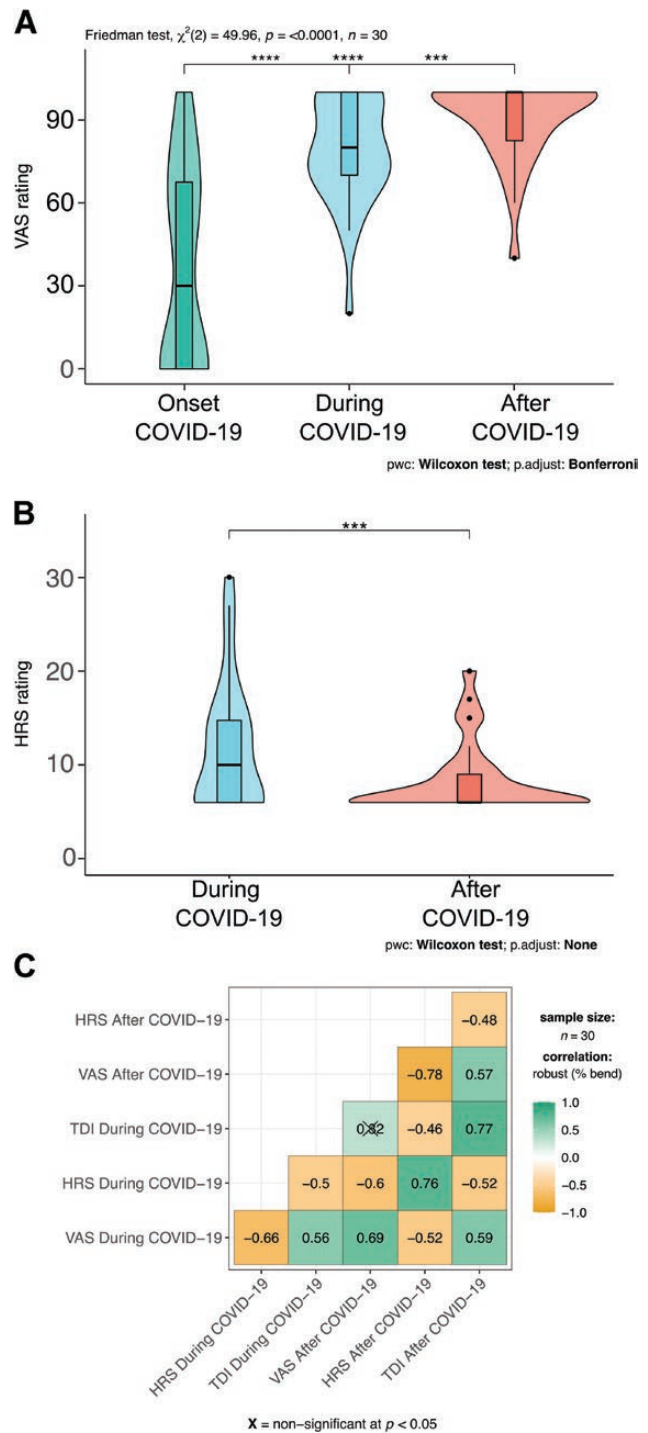 A
Friedman test, χ²(2) = 49.96, p = <0.0001, n = 30
**** **** ***
VAS rating
90
60
30
0
Onset COVID-19
During COVID-19
After COVID-19
pwc: Wilcoxon test; p.adjust: Bonferroni
B
***
HRS rating
30
20
10
0
During COVID-19
After COVID-19
pwc: Wilcoxon test; p.adjust: None
C
HRS After COVID-19 −0.48
VAS After COVID-19 −0.78 0.57
TDI During COVID-19 −0.46 0.77
HRS During COVID-19 −0.5 −0.6 0.76 −0.52
VAS During COVID-19 −0.66 0.56 0.69 −0.52 0.59
HRS During COVID-19
TDI During COVID-19
VAS After COVID-19
HRS After COVID-19
TDI After COVID-19
sample size:
n = 30
correlation:
robust (% bend)
1.0
0.5
0.0
−0.5
−1.0
X = non−significant at p < 0.05